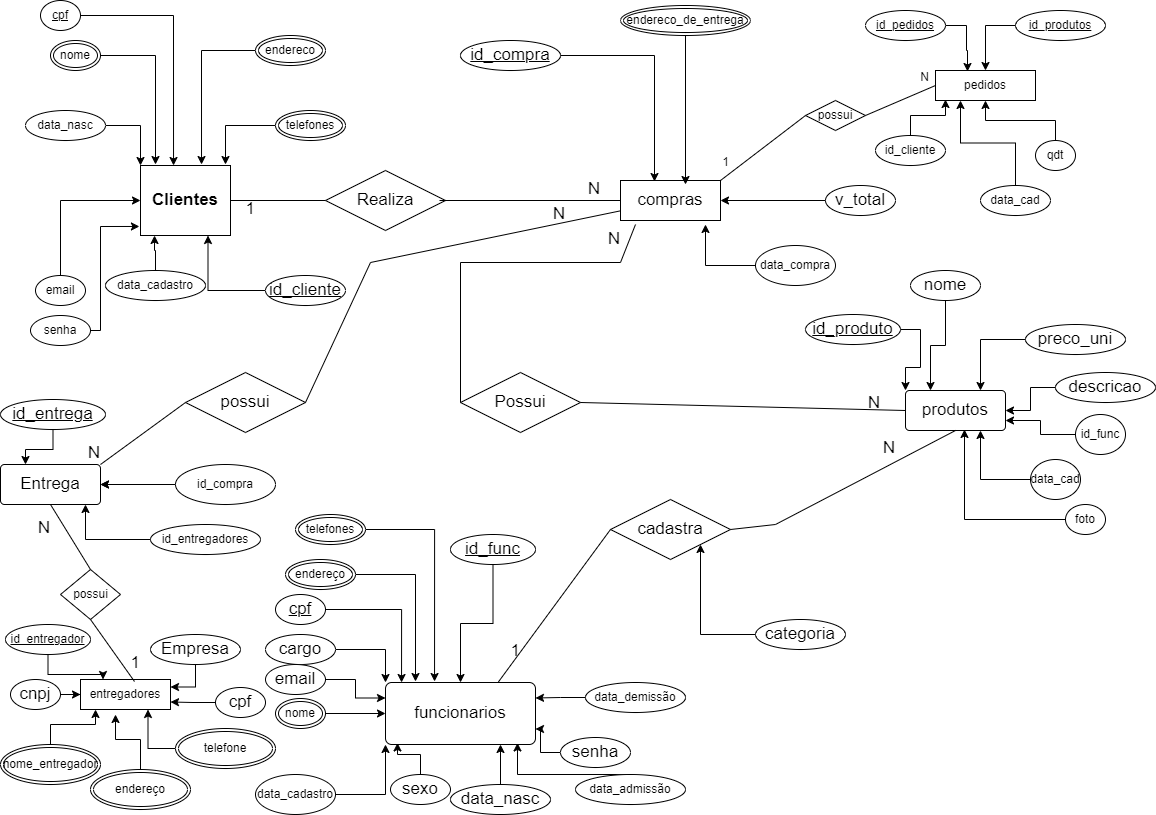 cpf
nome
endereco
data_nasc
telefones
Clientes
email
senha
data_cadastro
id_cliente
1
Realiza
N
id_compra
endereco_de_entrega
compras
v_total
data_compra
1
possui
N
id_pedidos
id_produtos
pedidos
id_cliente
qdt
data_cad
N
possui
N
N
Possui
N
nome
id_produto
preco_uni
produtos
descricao
id_func
data_cad
foto
N
cadastra
categoria
1
id_entrega
Entrega
id_compra
id_entregadores
N
possui
1
id_entregador
Empresa
cnpj
entregadores
cpf
nome_entregador
telefone
endereço
telefones
id_func
endereço
cpf
cargo
email
nome
funcionarios
data_demissão
senha
data_cadastro
sexo
data_nasc
data_admissão